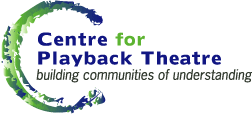 Centre for
Playback Theatre
building communities of understanding